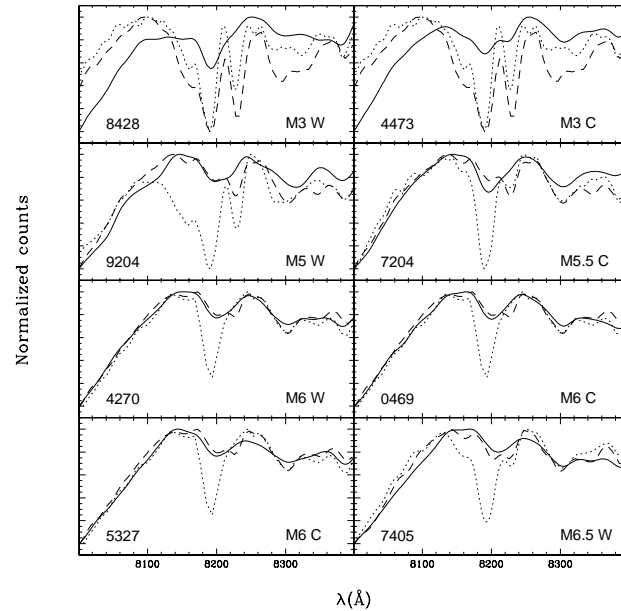 8428 M3 W
4473 M3 C
9204 M5 W
7204 M5.5 C
4270 M6 W
0469 M6 C
5327 M6 C
7405 M6.5 W
Normalized counts
8100 8200 8300
8100 8200 8300
λ(Å)